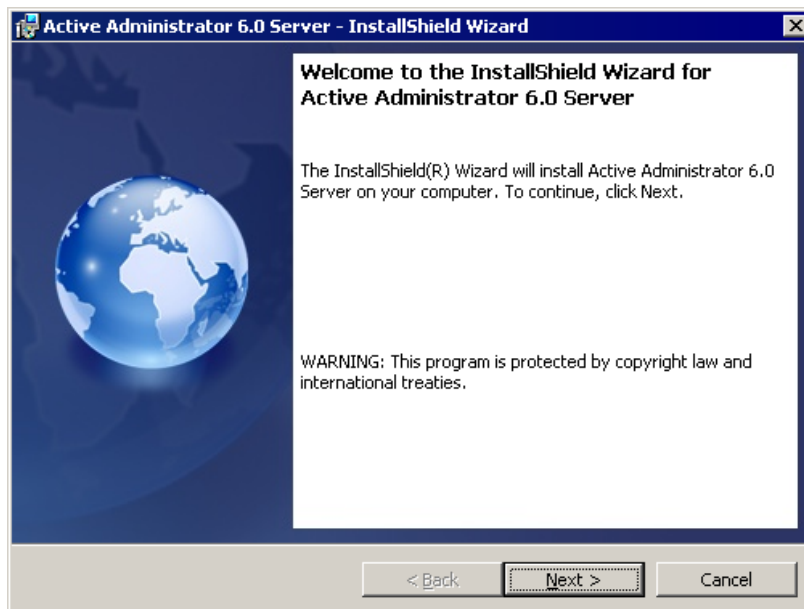 Active Administrator 6.0 Server - InstallShield Wizard
Welcome to the InstallShield Wizard for
Active Administrator 6.0 Server
The InstallShield(R) Wizard will install Active Administrator 6.0
Server on your computer. To continue, click Next.
WARNING: This program is protected by copyright law and
international treaties.
< Back
Next >
Cancel